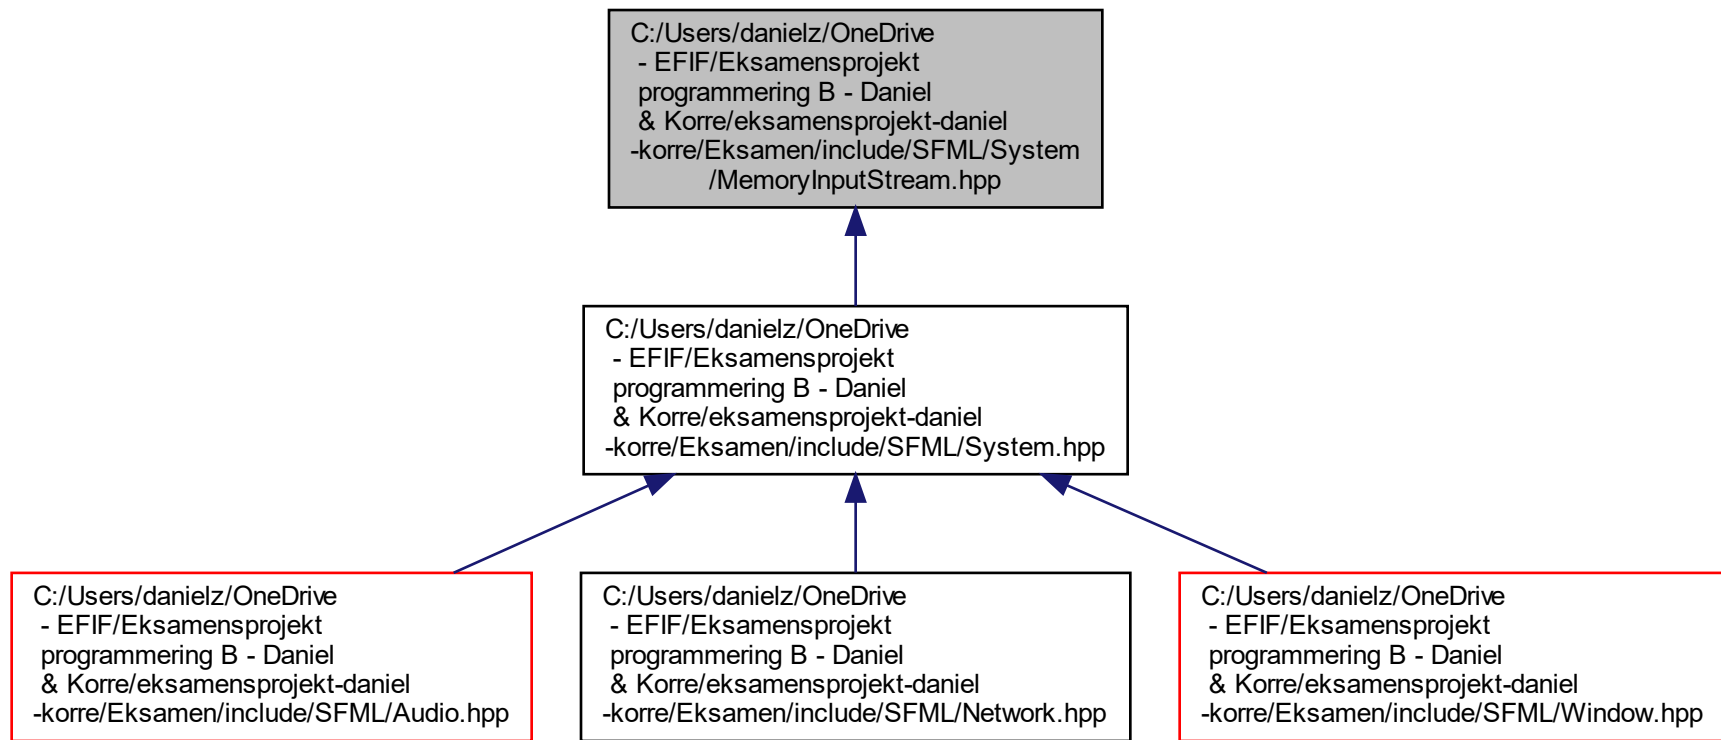 C:/Users/danielz/OneDrive
- EFIF/Eksamensprojekt
programmering B - Daniel
& Korre/eksamensprojekt-daniel
-korre/Eksamen/include/SFML/System
/MemoryInputStream.hpp
C:/Users/danielz/OneDrive
- EFIF/Eksamensprojekt
programmering B - Daniel
& Korre/eksamensprojekt-daniel
-korre/Eksamen/include/SFML/System.hpp
C:/Users/danielz/OneDrive
- EFIF/Eksamensprojekt
programmering B - Daniel
& Korre/eksamensprojekt-daniel
-korre/Eksamen/include/SFML/Audio.hpp
C:/Users/danielz/OneDrive
- EFIF/Eksamensprojekt
programmering B - Daniel
& Korre/eksamensprojekt-daniel
-korre/Eksamen/include/SFML/Network.hpp
C:/Users/danielz/OneDrive
- EFIF/Eksamensprojekt
programmering B - Daniel
& Korre/eksamensprojekt-daniel
-korre/Eksamen/include/SFML/Window.hpp